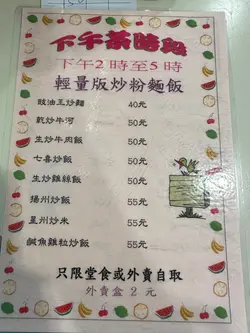 下午茶時段
下午2時至5時
輕量版炒粉麵飯
豉油王炒麵 40元
乾炒牛河 50元
生炒牛肉飯 50元
七喜炒飯 50元
生炒雞絲飯 50元
揚州炒飯 55元
星州炒米 55元
鹹魚雞粒炒飯 55元
只限堂食或外賣自取
外賣盒 2 元